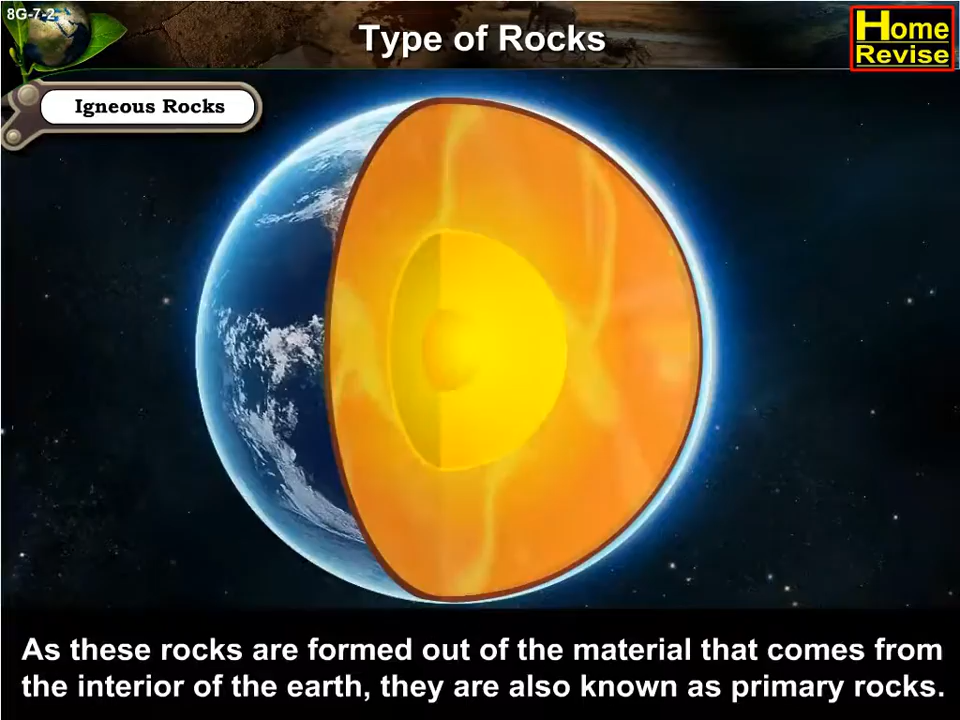 8G-7-2
Type of Rocks
Home
Revise
Igneous Rocks
As these rocks are formed out of the material that comes from
the interior of the earth, they are also known as primary rocks.